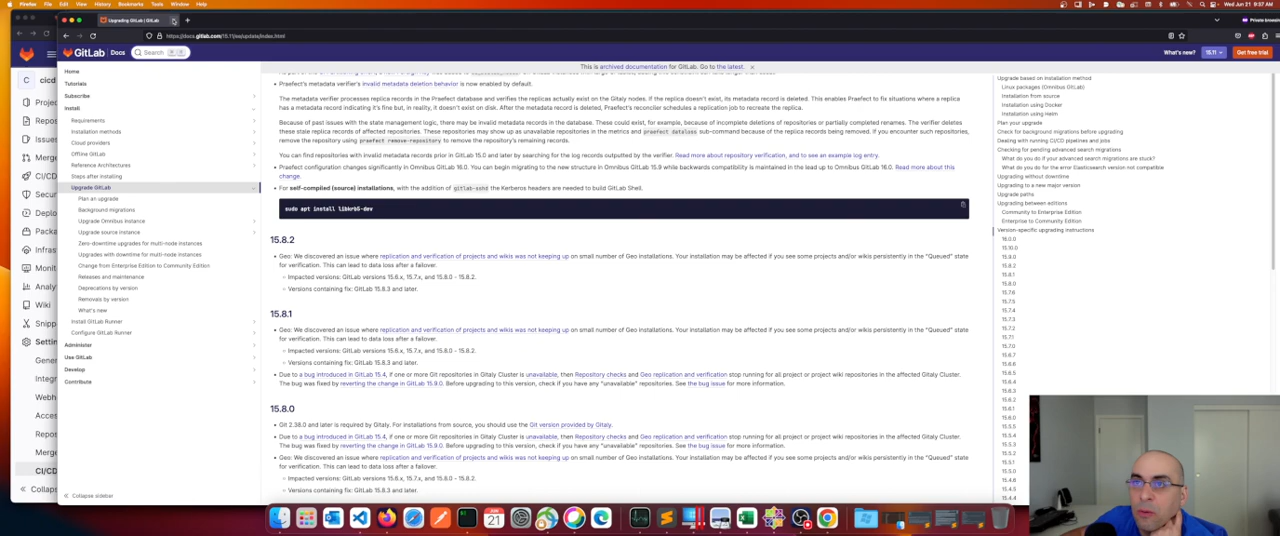 Firefox File Edit View History Bookmarks Tools Window Help
Wed Jun 21 9:37 AM
Upgrading GitLab | GitLab
Private browsing
https://docs.gitlab.com/15.11/ee/update/index.html
GitLab Docs Search
What's new? 15.11 Get free trial
This is archived documentation for GitLab. Go to the latest.
Home
Tutorials
Subscribe
Install
Requirements
Installation methods
Cloud providers
Offline GitLab
Reference Architectures
Steps after installing
Upgrade GitLab
Plan an upgrade
Background migrations
Upgrade Omnibus instance
Upgrade source instance
Zero-downtime upgrades for multi-node instances
Upgrades with downtime for multi-node instances
Change from Enterprise Edition to Community Edition
Releases and maintenance
Deprecations by version
Removals by version
What's new
Install GitLab Runner
Configure GitLab Runner
Administer
Use GitLab
Develop
Contribute
Collapse sidebar
cicd
Merge
CI/CD
Wiki
Praefect's metadata verifier's invalid metadata deletion behavior is now enabled by default.
The metadata verifier processes replica records in the Praefect database and verifies the replicas actually exist on the Gitaly nodes. If the replica doesn't exist, its metadata record is deleted. This enables Praefect to fix situations where a replica
has a metadata record indicating it's fine but, in reality, it doesn't exist on disk. After the metadata record is deleted, Praefect's reconciler schedules a replication job to recreate the replica.
Because of past issues with the state management logic, there may be invalid metadata records in the database. These could exist, for example, because of incomplete deletions of repositories or partially completed renames. The verifier deletes
these stale replica records of affected repositories. These repositories may show up as unavailable repositories in the metrics and praefect dataloss sub-command because of the replica records being removed. If you encounter such repositories,
remove the repository using praefect remove-repository to remove the repository's remaining records.
You can find repositories with invalid metadata records prior in GitLab 15.0 and later by searching for the log records outputted by the verifier. Read more about repository verification, and to see an example log entry.
Praefect configuration changes significantly in Omnibus GitLab 16.0. You can begin migrating to the new structure in Omnibus GitLab 15.9 while backwards compatibility is maintained in the lead up to Omnibus GitLab 16.0. Read more about this
change.
For self-compiled (source) installations, with the addition of gitlab-sshd the Kerberos headers are needed to build GitLab Shell.
sudo apt install libkrb5-dev
15.8.2
Geo: We discovered an issue where replication and verification of projects and wikis was not keeping up on small number of Geo installations. Your installation may be affected if you see some projects and/or wikis persistently in the "Queued" state
for verification. This can lead to data loss after a failover.
Impacted versions: GitLab versions 15.6.x, 15.7.x, and 15.8.0 - 15.8.2.
Versions containing fix: GitLab 15.8.3 and later.
15.8.1
Geo: We discovered an issue where replication and verification of projects and wikis was not keeping up on small number of Geo installations. Your installation may be affected if you see some projects and/or wikis persistently in the "Queued" state
for verification. This can lead to data loss after a failover.
Impacted versions: GitLab versions 15.6.x, 15.7.x, and 15.8.0 - 15.8.2.
Versions containing fix: GitLab 15.8.3 and later.
Due to a bug introduced in GitLab 15.4, if one or more Git repositories in Gitaly Cluster is unavailable, then Repository checks and Geo replication and verification stop running for all project or project wiki repositories in the affected Gitaly Cluster.
The bug was fixed by reverting the change in GitLab 15.9.0. Before upgrading to this version, check if you have any "unavailable" repositories. See the bug issue for more information.
15.8.0
Git 2.38.0 and later is required by Gitaly. For installations from source, you should use the Git version provided by Gitaly.
Due to a bug introduced in GitLab 15.4, if one or more Git repositories in Gitaly Cluster is unavailable, then Repository checks and Geo replication and verification stop running for all project or project wiki repositories in the affected Gitaly Cluster.
The bug was fixed by reverting the change in GitLab 15.9.0. Before upgrading to this version, check if you have any "unavailable" repositories. See the bug issue for more information.
Geo: We discovered an issue where replication and verification of projects and wikis was not keeping up on small number of Geo installations. Your installation may be affected if you see some projects and/or wikis persistently in the "Queued" state
for verification. This can lead to data loss after a failover.
Impacted versions: GitLab versions 15.6.x, 15.7.x, and 15.8.0 - 15.8.2.
Versions containing fix: GitLab 15.8.3 and later.
Upgrade based on installation method
Linux packages (Omnibus GitLab)
Installation from source
Installation using Docker
Installation using Helm
Plan your upgrade
Check for background migrations before upgrading
Dealing with running CI/CD pipelines and jobs
Checking for pending advanced search migrations
What do you do if your advanced search migrations are stuck?
What do you do for the error Elasticsearch version not compatible
Upgrading without downtime
Upgrading to a new major version
Upgrade paths
Upgrading between editions
Community to Enterprise Edition
Enterprise to Community Edition
Version-specific upgrading instructions
16.0.0
15.10.0
15.9.0
15.8.2
15.8.1
15.8.0
15.7.6
15.7.5
15.7.4
15.7.3
15.7.2
15.7.1
15.7.0
15.6.7
15.6.6
15.6.5
15.6.4
15.6.3
15.6.2
15.6.1
15.6.0
15.5.5
15.5.4
15.5.3
15.5.2
15.5.1
15.5.0
15.4.6
15.4.5
15.4.4